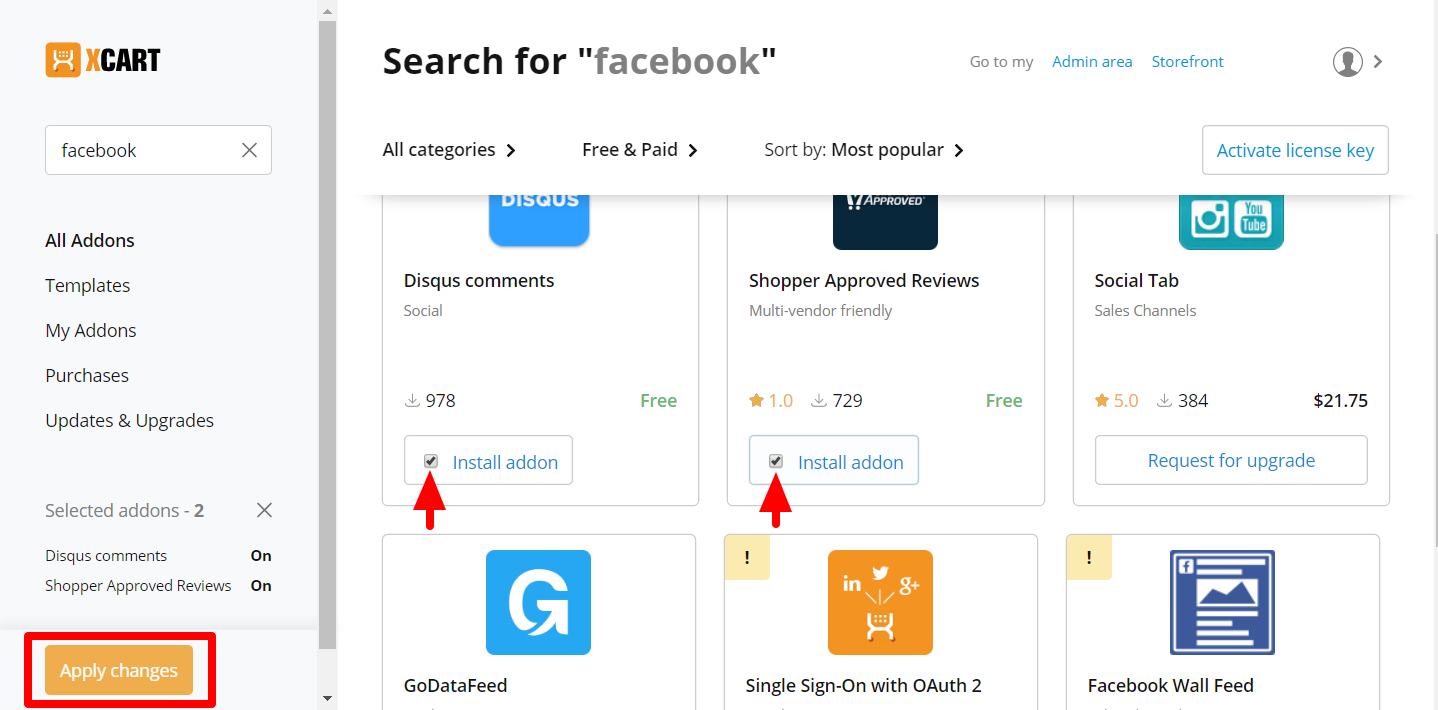 XCART
facebook
All Addons
Templates
My Addons
Purchases
Updates & Upgrades
Selected addons - 2
Disqus comments On
Shopper Approved Reviews On
Apply changes
Search for "facebook"
Go to my Admin area Storefront
All categories Free & Paid Sort by: Most popular Activate license key
DISQUS
APPROVED
You
Tube
Disqus comments
Social
978 Free
Install addon
Shopper Approved Reviews
Multi-vendor friendly
1.0 729 Free
Install addon
Social Tab
Sales Channels
5.0 384 $21.75
Request for upgrade
G
GoDataFeed
!
in g+
Single Sign-On with OAuth 2
!
f
Facebook Wall Feed